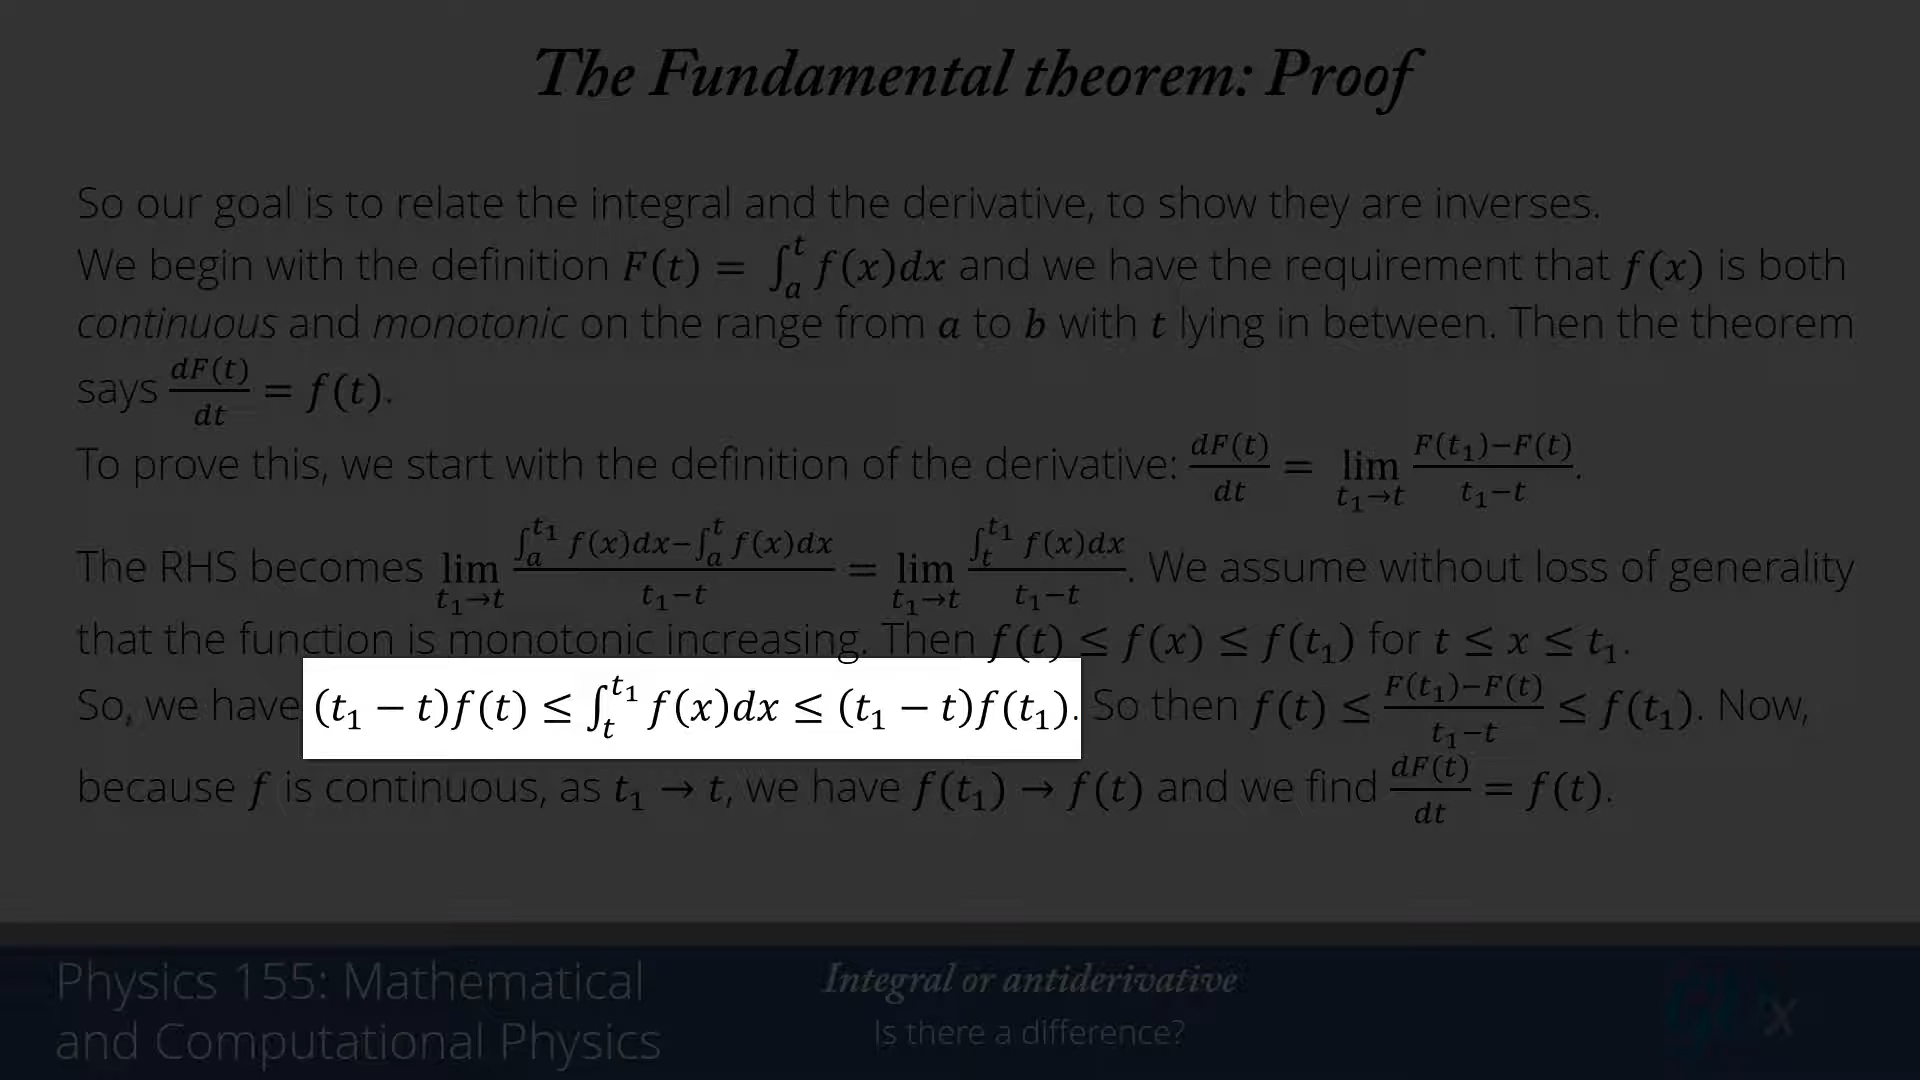 The Fundamental theorem: Proof
So our goal is to relate the integral and the derivative, to show they are inverses.
We begin with the definition F(t) = ∫ₐᵗ f(x)dx and we have the requirement that f(x) is both
continuous and monotonic on the range from a to b with t lying in between. Then the theorem
says dF(t)/dt = f(t).
To prove this, we start with the definition of the derivative: dF(t)/dt = lim_{t₁→t} (F(t₁)−F(t))/(t₁−t).
The RHS becomes lim_{t₁→t} (∫ₐ^{t₁} f(x)dx−∫ₐᵗ f(x)dx)/(t₁−t) = lim_{t₁→t} (∫ₜ^{t₁} f(x)dx)/(t₁−t). We assume without loss of generality
that the function is monotonic increasing. Then f(t) ≤ f(x) ≤ f(t₁) for t ≤ x ≤ t₁.
So, we have (t₁ − t)f(t) ≤ ∫ₜ^{t₁} f(x)dx ≤ (t₁ − t)f(t₁). So then f(t) ≤ (F(t₁)−F(t))/(t₁−t) ≤ f(t₁). Now,
because f is continuous, as t₁ → t, we have f(t₁) → f(t) and we find dF(t)/dt = f(t).
Physics 155: Mathematical
and Computational Physics
Integral or antiderivative
Is there a difference?